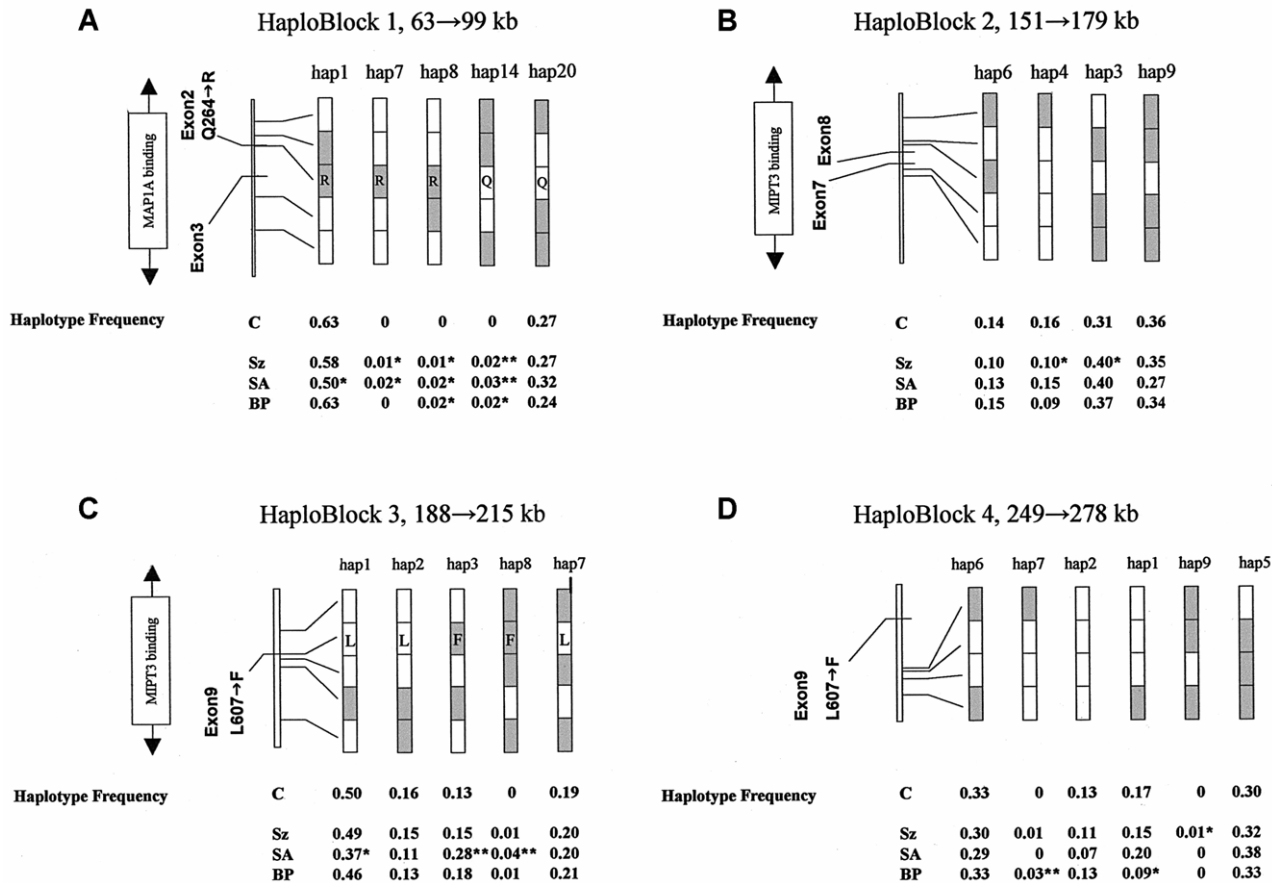 A
HaploBlock 1, 63→99 kb
hap1 hap7 hap8 hap14 hap20
MAP1A binding
Exon2
Q264→R
Exon3
R R R Q Q
Haplotype Frequency
C 0.63 0 0 0 0.27
Sz 0.58 0.01* 0.01* 0.02** 0.27
SA 0.50* 0.02* 0.02* 0.03** 0.32
BP 0.63 0 0.02* 0.02* 0.24
B
HaploBlock 2, 151→179 kb
hap6 hap4 hap3 hap9
MIPT3 binding
Exon8
Exon7
C 0.14 0.16 0.31 0.36
Sz 0.10 0.10* 0.40* 0.35
SA 0.13 0.15 0.40 0.27
BP 0.15 0.09 0.37 0.34
C
HaploBlock 3, 188→215 kb
hap1 hap2 hap3 hap8 hap7
MIPT3 binding
Exon9
L607→F
L L F F L
Haplotype Frequency
C 0.50 0.16 0.13 0 0.19
Sz 0.49 0.15 0.15 0.01 0.20
SA 0.37* 0.11 0.28** 0.04** 0.20
BP 0.46 0.13 0.18 0.01 0.21
D
HaploBlock 4, 249→278 kb
hap6 hap7 hap2 hap1 hap9 hap5
Exon9
L607→F
C 0.33 0 0.13 0.17 0 0.30
Sz 0.30 0.01 0.11 0.15 0.01* 0.32
SA 0.29 0 0.07 0.20 0 0.38
BP 0.33 0.03** 0.13 0.09* 0 0.33